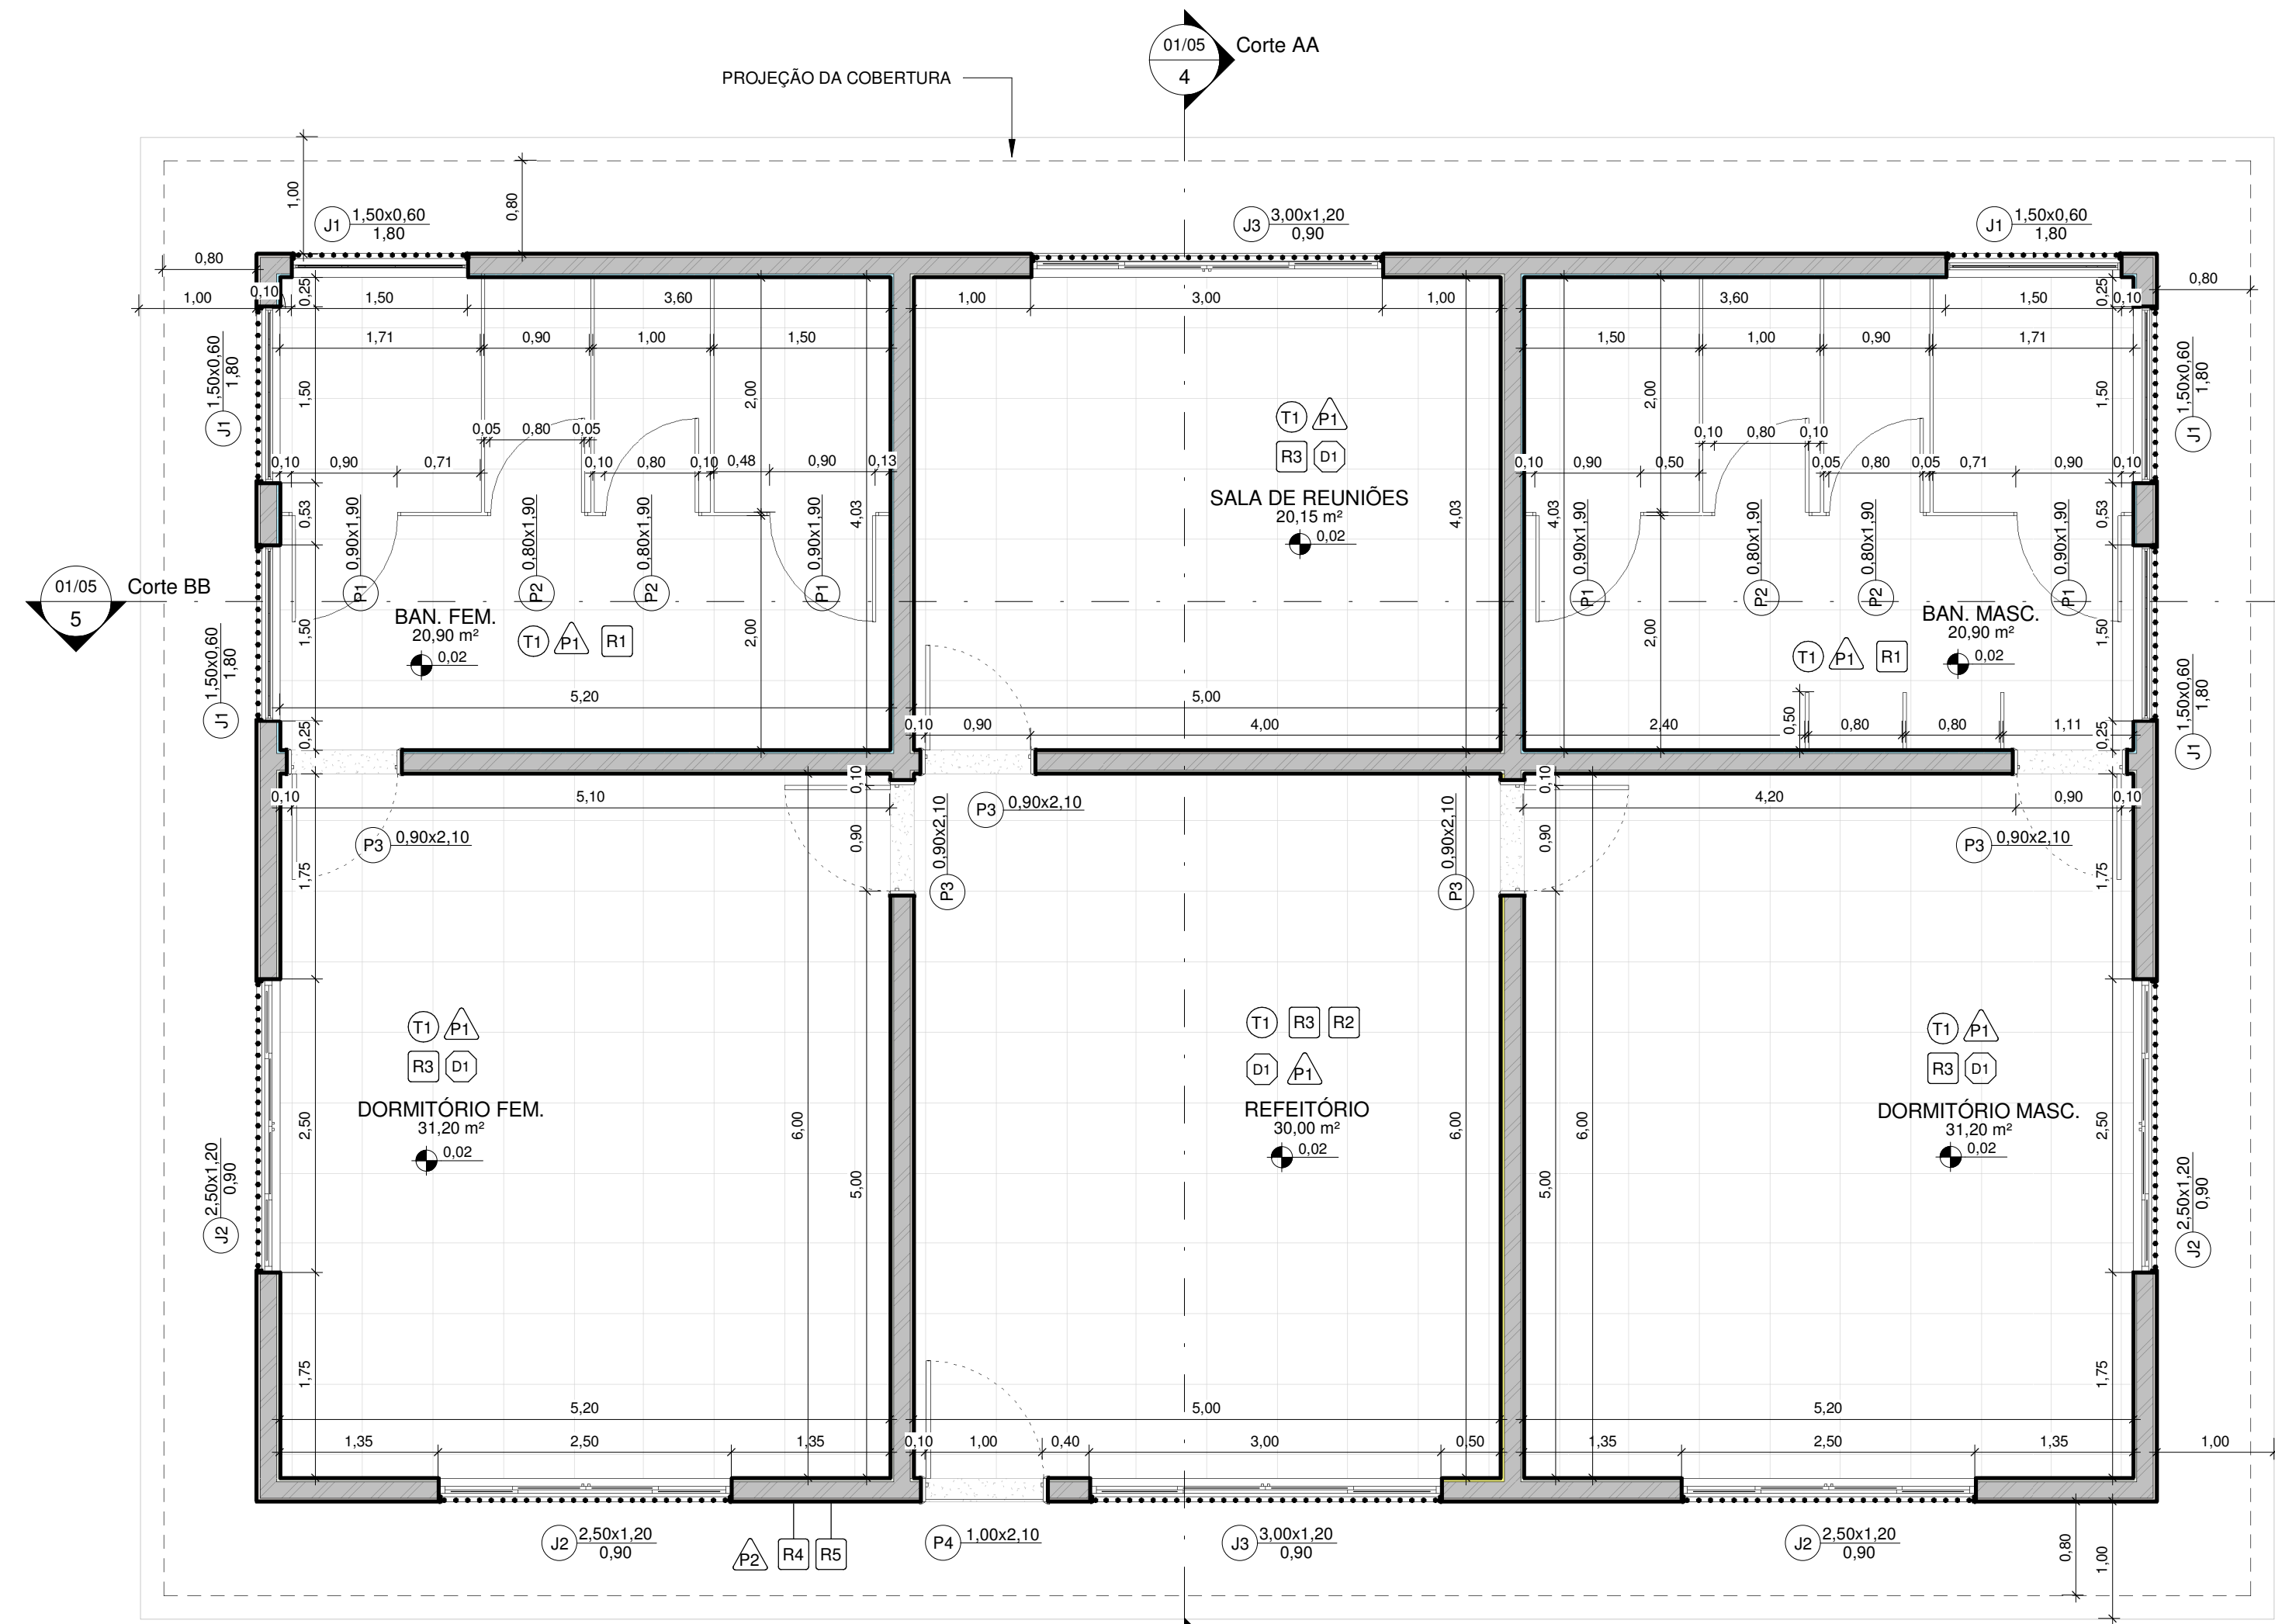 01/05
4
Corte AA
PROJEÇÃO DA COBERTURA
1,00
0,80
J1 1,50x0,60
1,80
J3 3,00x1,20
0,90
J1 1,50x0,60
1,80
0,80
0,80
1,00
0,10
0,25
1,50
3,60
1,00
3,00
1,00
3,60
1,50
0,25
0,10
1,71
0,90
1,00
1,50
1,50
1,00
0,90
1,71
J1 1,50x0,60
1,80
1,50
2,00
2,00
1,50
J1 1,50x0,60
1,80
T1 P1
R3 D1
SALA DE REUNIÕES
20,15 m²
0,02
0,05
0,80
0,05
0,10
0,80
0,10
0,10
0,90
0,71
0,10
0,80
0,10
0,48
0,90
0,13
0,10
0,90
0,50
0,05
0,80
0,05
0,71
0,90
0,10
0,53
4,03
4,03
4,03
0,53
P1 0,90x1,90
P2 0,80x1,90
P2 0,80x1,90
P1 0,90x1,90
P1 0,90x1,90
P2 0,80x1,90
P2 0,80x1,90
P1 0,90x1,90
01/05
5
Corte BB
BAN. FEM.
20,90 m²
T1 P1 R1
0,02
BAN. MASC.
20,90 m²
T1 P1 R1
0,02
J1 1,50x0,60
1,80
1,50
2,00
2,00
1,50
J1 1,50x0,60
1,80
5,20
5,00
0,25
0,10
0,90
4,00
2,40
0,50
0,80
0,80
1,11
0,25
0,10
5,10
0,10
0,10
4,20
0,90
0,10
P3 0,90x2,10
0,90
P3 0,90x2,10
P3 0,90x2,10
P3 0,90x2,10
0,90
P3 0,90x2,10
1,75
1,75
T1 P1
R3 D1
DORMITÓRIO FEM.
31,20 m²
0,02
T1 R3 R2
D1 P1
REFEITÓRIO
30,00 m²
0,02
T1 P1
R3 D1
DORMITÓRIO MASC.
31,20 m²
0,02
2,50
6,00
5,00
6,00
5,00
6,00
2,50
J2 2,50x1,20
0,90
J2 2,50x1,20
0,90
1,75
1,75
5,20
5,00
5,20
1,35
2,50
1,35
0,10
1,00
0,40
3,00
0,50
1,35
2,50
1,35
1,00
J2 2,50x1,20
0,90
P2 R4 R5
P4 1,00x2,10
J3 3,00x1,20
0,90
J2 2,50x1,20
0,90
0,80
1,00